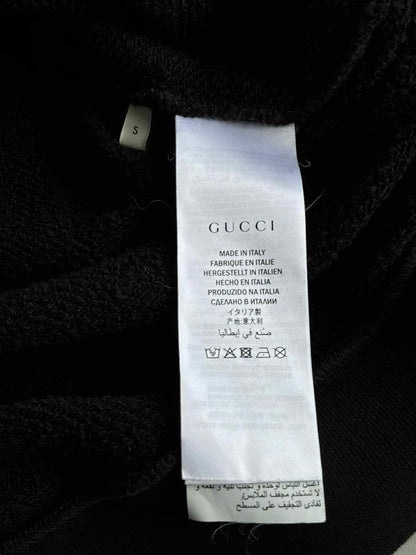 S
GUCCI
MADE IN ITALY
FABRIQUE EN ITALIE
HERGESTELLT IN ITALIEN
HECHO EN ITALIA
PRODUZIDO NA ITALIA
СДЕЛАНО В ИТАЛИИ
イタリア製
产地:意大利
صنع في إيطاليا
لا تستخدم مجفف الملابس
تفادى التجفيف على المسطح